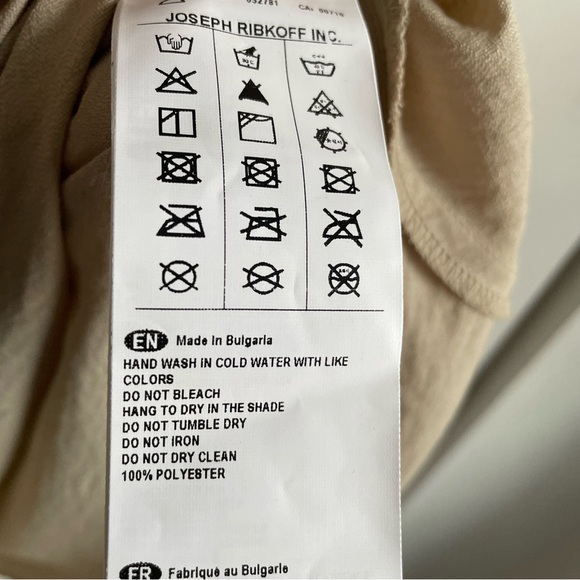 JOSEPH RIBKOFF INC.
EN Made in Bulgaria
HAND WASH IN COLD WATER WITH LIKE
COLORS
DO NOT BLEACH
HANG TO DRY IN THE SHADE
DO NOT TUMBLE DRY
DO NOT IRON
DO NOT DRY CLEAN
100% POLYESTER
FR Fabriqué au Bulgarie